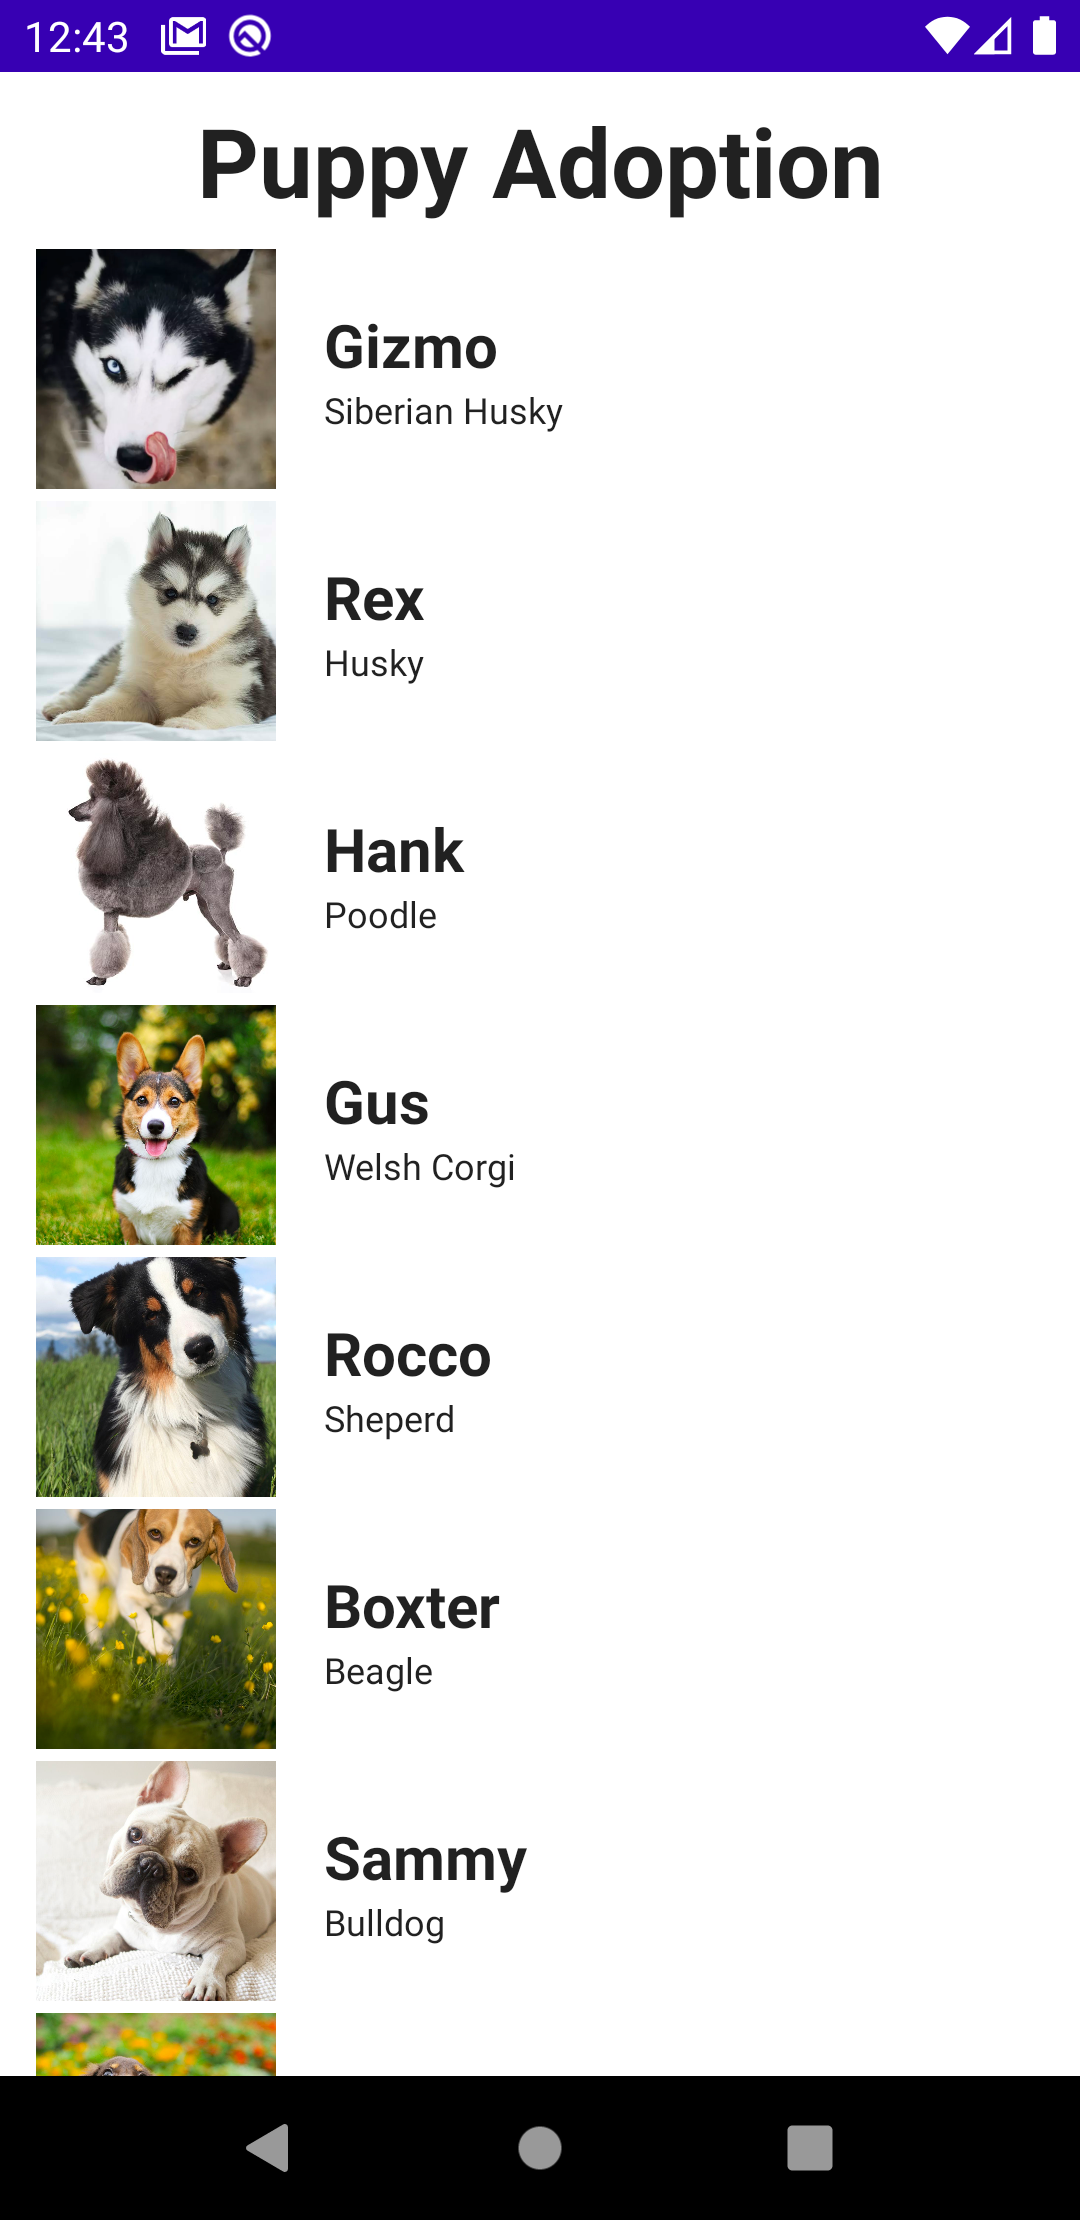 12:43
Puppy Adoption
Gizmo
Siberian Husky
Rex
Husky
Hank
Poodle
Gus
Welsh Corgi
Rocco
Sheperd
Boxter
Beagle
Sammy
Bulldog